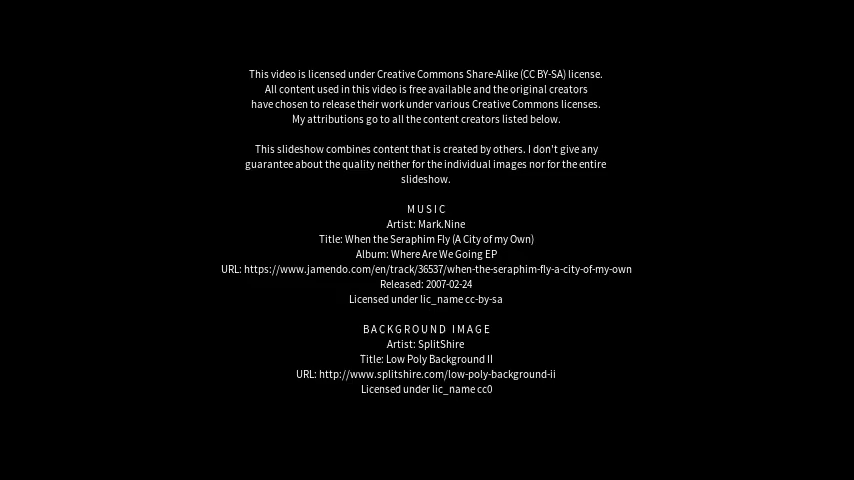 This video is licensed under Creative Commons Share-Alike (CC BY-SA) license.
All content used in this video is free available and the original creators
have chosen to release their work under various Creative Commons licenses.
My attributions go to all the content creators listed below.
This slideshow combines content that is created by others. I don't give any
guarantee about the quality neither for the individual images nor for the entire
slideshow.
MUSIC
Artist: Mark.Nine
Title: When the Seraphim Fly (A City of my Own)
Album: Where Are We Going EP
URL: https://www.jamendo.com/en/track/36537/when-the-seraphim-fly-a-city-of-my-own
Released: 2007-02-24
Licensed under lic_name cc-by-sa
BACKGROUND IMAGE
Artist: SplitShire
Title: Low Poly Background II
URL: http://www.splitshire.com/low-poly-background-ii
Licensed under lic_name cc0